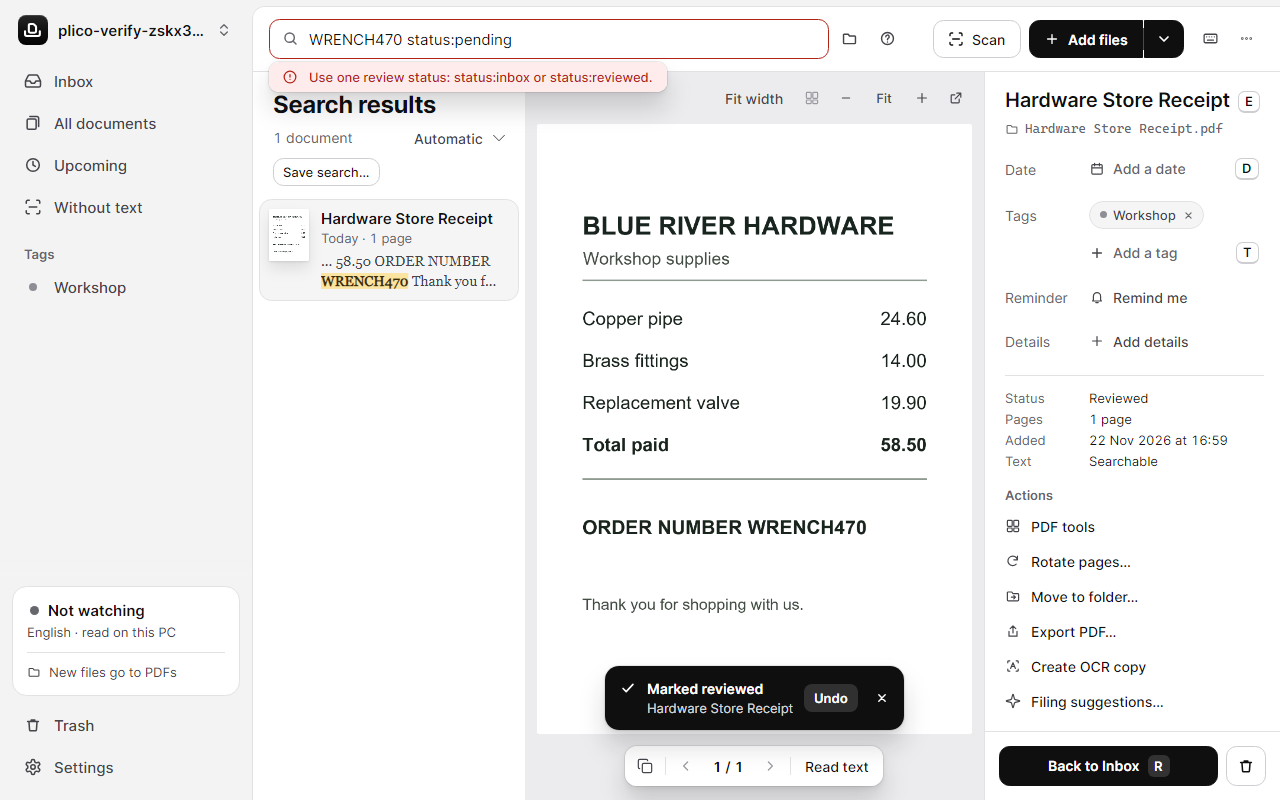 plico-verify-zskx3...
Inbox
All documents
Upcoming
Without text
Tags
Workshop
Not watching
English · read on this PC
New files go to PDFs
Trash
Settings
WRENCH470 status:pending
Scan
Add files
Use one review status: status:inbox or status:reviewed.
Search results
1 document
Automatic
Save search...
Hardware Store Receipt
Today · 1 page
... 58.50 ORDER NUMBER
WRENCH470 Thank you f...
Fit width
Fit
BLUE RIVER HARDWARE
Workshop supplies
Copper pipe 24.60
Brass fittings 14.00
Replacement valve 19.90
Total paid 58.50
ORDER NUMBER WRENCH470
Thank you for shopping with us.
Marked reviewed
Hardware Store Receipt
Undo
1 / 1
Read text
Hardware Store Receipt E
Hardware Store Receipt.pdf
Date Add a date D
Tags Workshop
Add a tag T
Reminder Remind me
Details Add details
Status Reviewed
Pages 1 page
Added 22 Nov 2026 at 16:59
Text Searchable
Actions
PDF tools
Rotate pages...
Move to folder...
Export PDF...
Create OCR copy
Filing suggestions...
Back to Inbox R